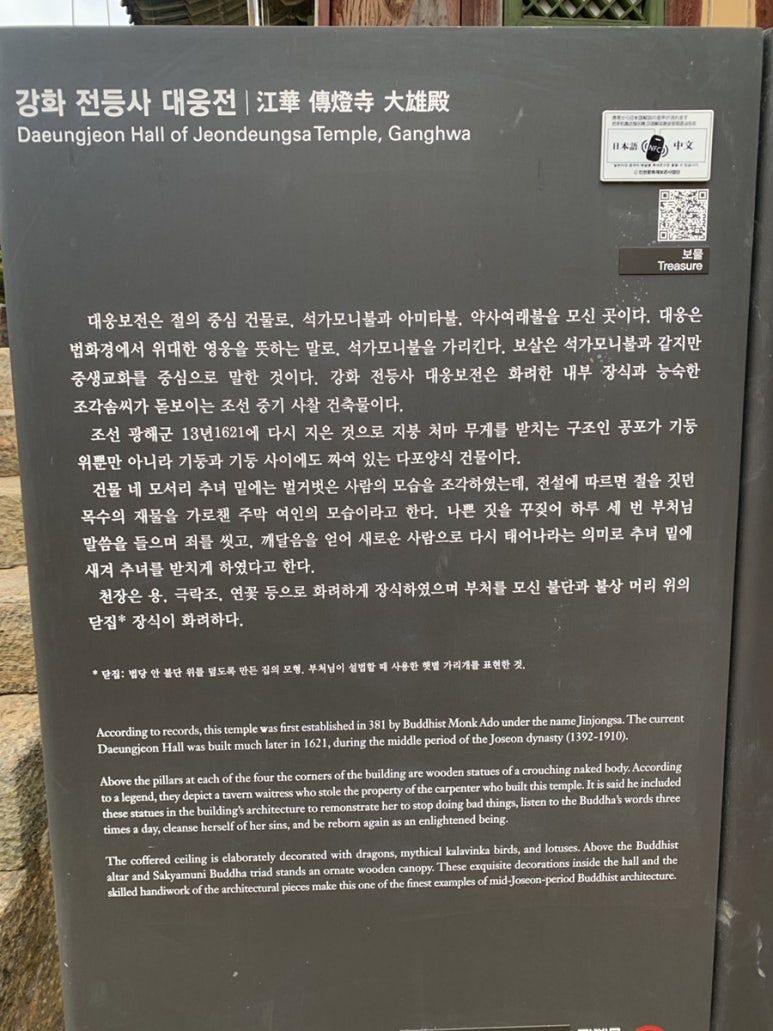 강화 전등사 대웅전 | 江華 傳燈寺 大雄殿
Daeungjeon Hall of Jeondeungsa Temple, Ganghwa
日本語 NFC 中文
보물
Treasure
대웅보전은 절의 중심 건물로, 석가모니불과 아미타불, 약사여래불을 모신 곳이다. 대웅은
법화경에서 위대한 영웅을 뜻하는 말로, 석가모니불을 가리킨다. 보살은 석가모니불과 같지만
중생교화를 중심으로 말한 것이다. 강화 전등사 대웅보전은 화려한 내부 장식과 능숙한
조각솜씨가 돋보이는 조선 중기 사찰 건축물이다.
조선 광해군 13년1621에 다시 지은 것으로 지붕 처마 무게를 받치는 구조인 공포가 기둥
위뿐만 아니라 기둥과 기둥 사이에도 짜여 있는 다포양식 건물이다.
건물 네 모서리 추녀 밑에는 벌거벗은 사람의 모습을 조각하였는데, 전설에 따르면 절을 짓던
목수의 재물을 가로챈 주막 여인의 모습이라고 한다. 나쁜 짓을 꾸짖어 하루 세 번 부처님
말씀을 들으며 죄를 씻고, 깨달음을 얻어 새로운 사람으로 다시 태어나라는 의미로 추녀 밑에
새겨 추녀를 받치게 하였다고 한다.
천장은 용, 극락조, 연꽃 등으로 화려하게 장식하였으며 부처를 모신 불단과 불상 머리 위의
닫집* 장식이 화려하다.
* 닫집: 법당 안 불단 위를 덮도록 만든 집의 모형. 부처님이 설법할 때 사용한 햇볕 가리개를 표현한 것.
According to records, this temple was first established in 381 by Buddhist Monk Ado under the name Jinjongsa. The current
Daeungjeon Hall was built much later in 1621, during the middle period of the Joseon dynasty (1392-1910).
Above the pillars at each of the four the corners of the building are wooden statues of a crouching naked body. According
to a legend, they depict a tavern waitress who stole the property of the carpenter who built this temple. It is said he included
these statues in the building's architecture to remonstrate her to stop doing bad things, listen to the Buddha's words three
times a day, cleanse herself of her sins, and be reborn again as an enlightened being.
The coffered ceiling is elaborately decorated with dragons, mythical kalavinka birds, and lotuses. Above the Buddhist
altar and Sakyamuni Buddha triad stands an ornate wooden canopy. These exquisite decorations inside the hall and the
skilled handiwork of the architectural pieces make this one of the finest examples of mid-Joseon-period Buddhist architecture.